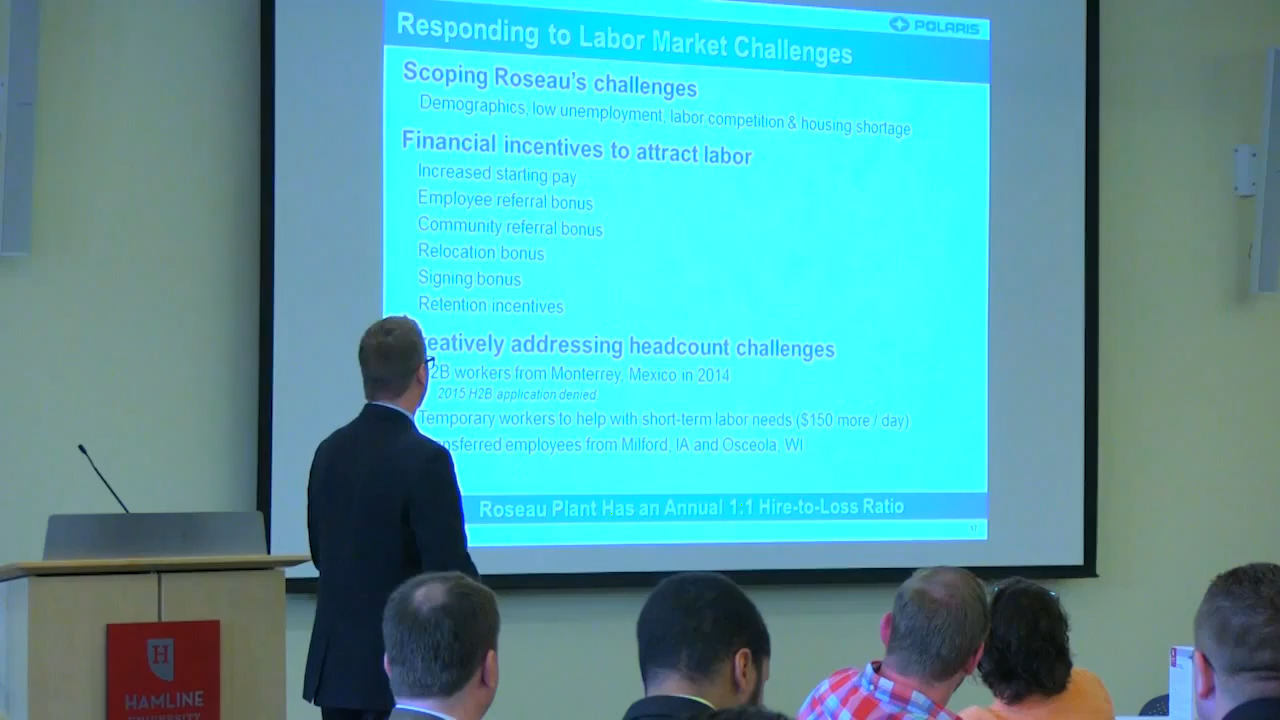 POLARIS
Responding to Labor Market Challenges
Scoping Roseau's challenges
Demographics, low unemployment, labor competition & housing shortage
Financial incentives to attract labor
Increased starting pay
Employee referral bonus
Community referral bonus
Relocation bonus
Signing bonus
Retention incentives
reatively addressing headcount challenges
2B workers from Monterrey, Mexico in 2014
2015 H2B application denied
Temporary workers to help with short-term labor needs ($150 more / day)
nsferred employees from Milford, IA and Osceola, WI
Roseau Plant Has an Annual 1:1 Hire-to-Loss Ratio
17
H
HAMLINE
UNIVERSITY